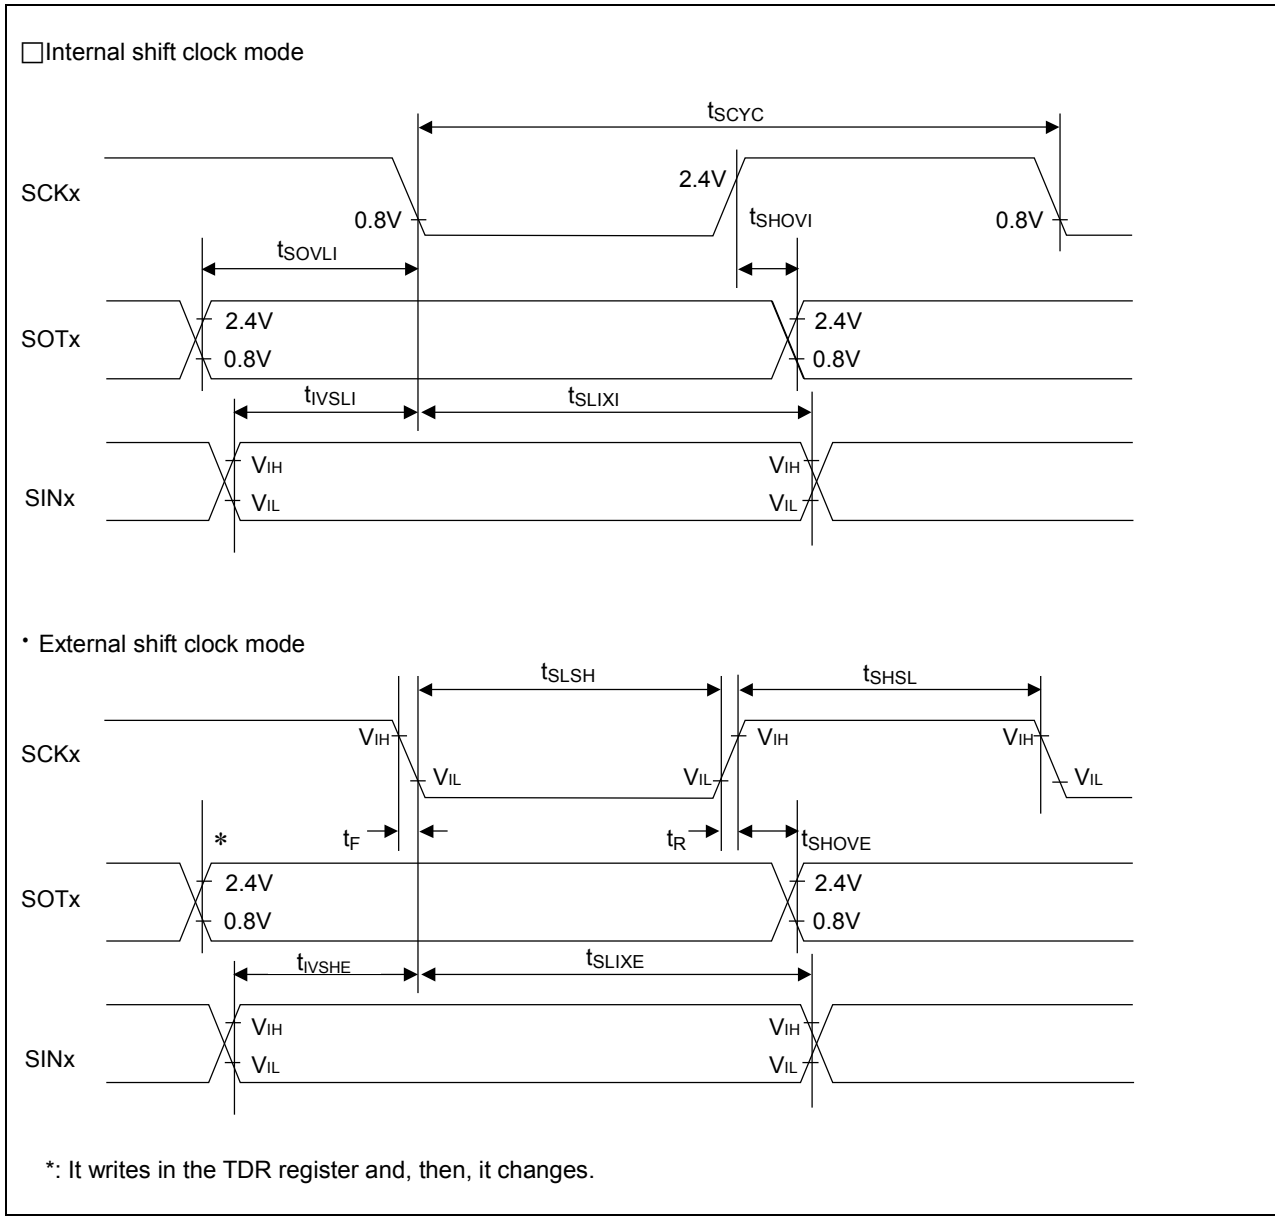 □Internal shift clock mode
tSCYC
SCKx
2.4V
0.8V
tSHOVI
0.8V
tSOVLI
SOTx
2.4V
0.8V
2.4V
0.8V
tIVSLI
tSLIXI
SINx
VIH
VIL
VIH
VIL
・ External shift clock mode
tSLSH
tSHSL
SCKx
VIH
VIL
VIL
VIH
VIH
VIL
*
tF
tR
tSHOVE
SOTx
2.4V
0.8V
2.4V
0.8V
tIVSHE
tSLIXE
SINx
VIH
VIL
VIH
VIL
*: It writes in the TDR register and, then, it changes.